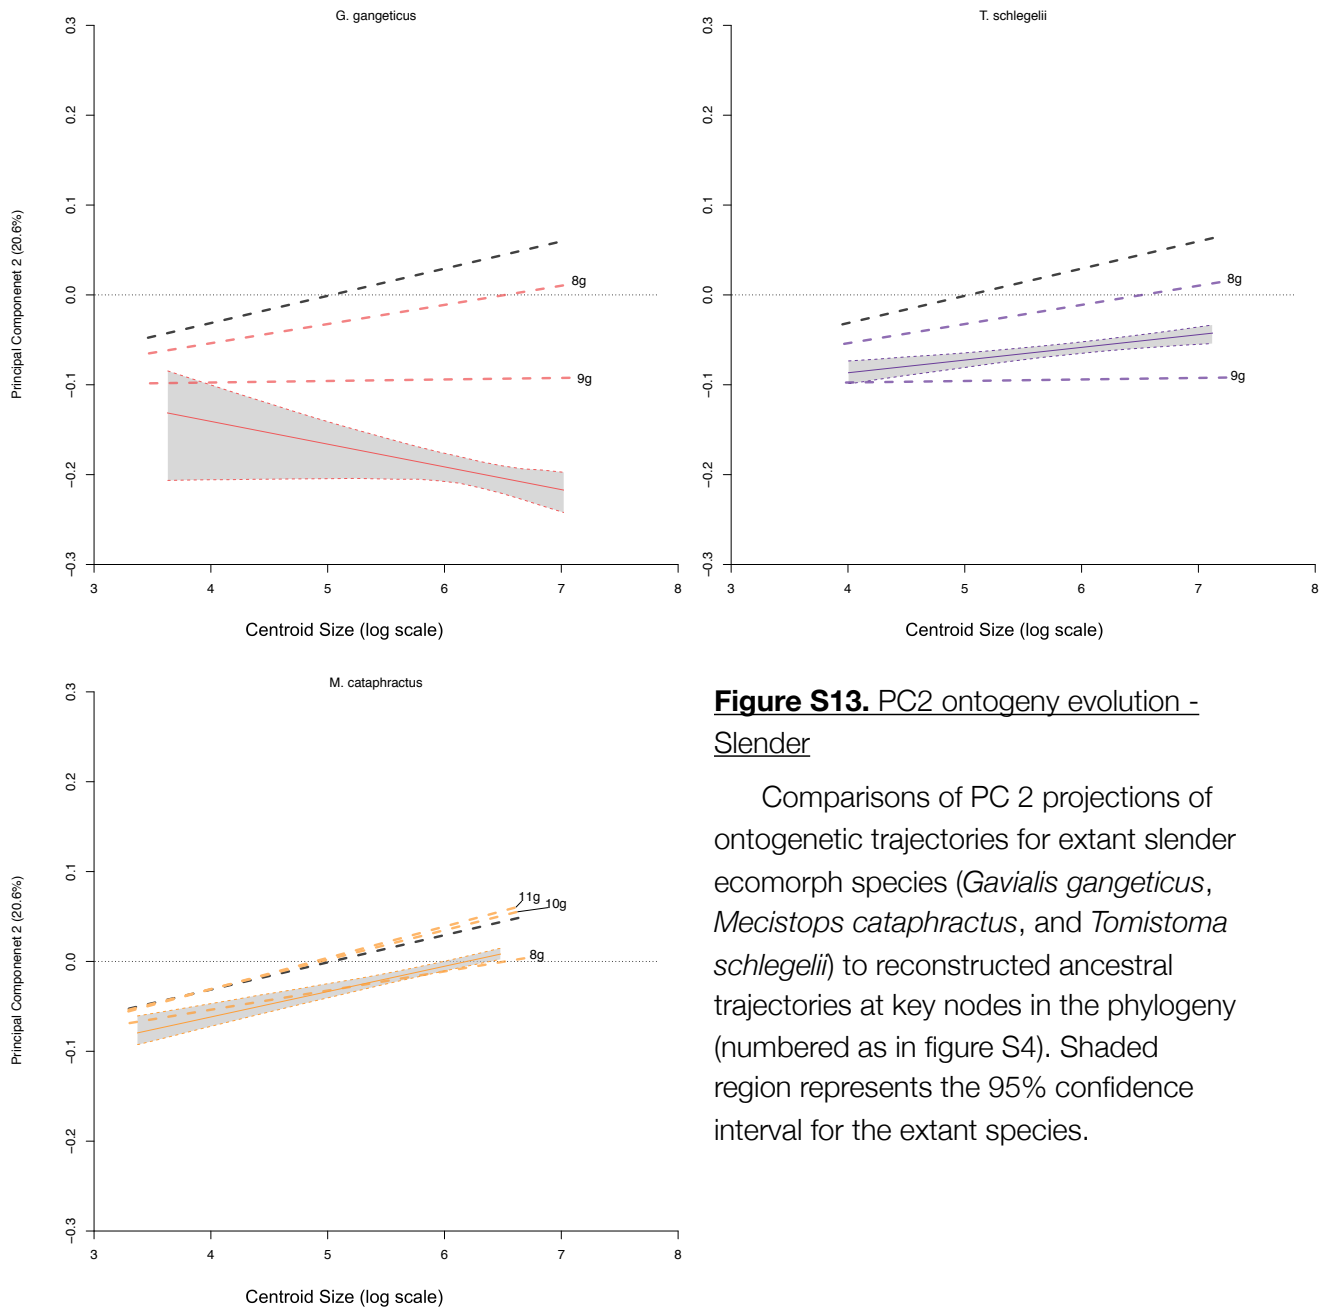 G. gangeticus
0.3
0.2
0.1
0.0
−0.1
−0.2
−0.3
Principal Componenet 2 (20.6%)
8g
9g
3 4 5 6 7 8
Centroid Size (log scale)
T. schlegelii
0.3
0.2
0.1
0.0
−0.1
−0.2
−0.3
8g
9g
3 4 5 6 7 8
Centroid Size (log scale)
M. cataphractus
0.3
0.2
0.1
0.0
−0.1
−0.2
−0.3
Principal Componenet 2 (20.6%)
11g
10g
8g
3 4 5 6 7 8
Centroid Size (log scale)
Figure S13. PC2 ontogeny evolution -
Slender
Comparisons of PC 2 projections of
ontogenetic trajectories for extant slender
ecomorph species (Gavialis gangeticus,
Mecistops cataphractus, and Tomistoma
schlegelii) to reconstructed ancestral
trajectories at key nodes in the phylogeny
(numbered as in figure S4). Shaded
region represents the 95% confidence
interval for the extant species.